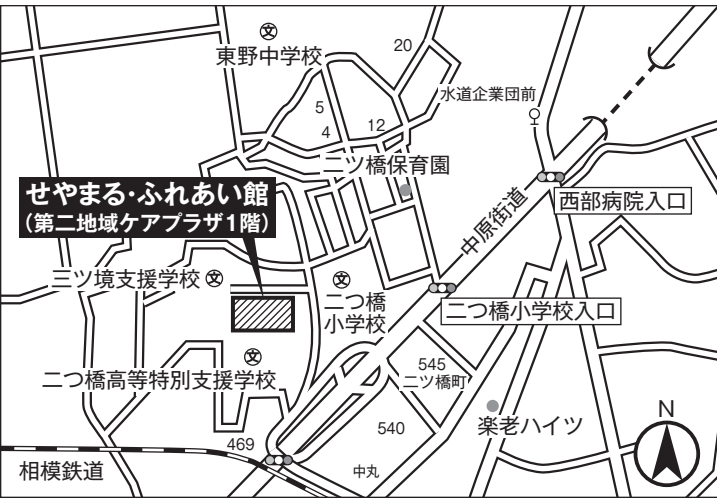 東野中学校
20
水道企業団前
5
4
12
二ツ橋保育園
せやまる・ふれあい館
(第二地域ケアプラザ1階)
西部病院入口
中原街道
三ツ境支援学校
二つ橋
小学校
二つ橋小学校入口
545
二ツ橋町
二つ橋高等特別支援学校
楽老ハイツ
N
540
469
中丸
相模鉄道
文
文
文
文